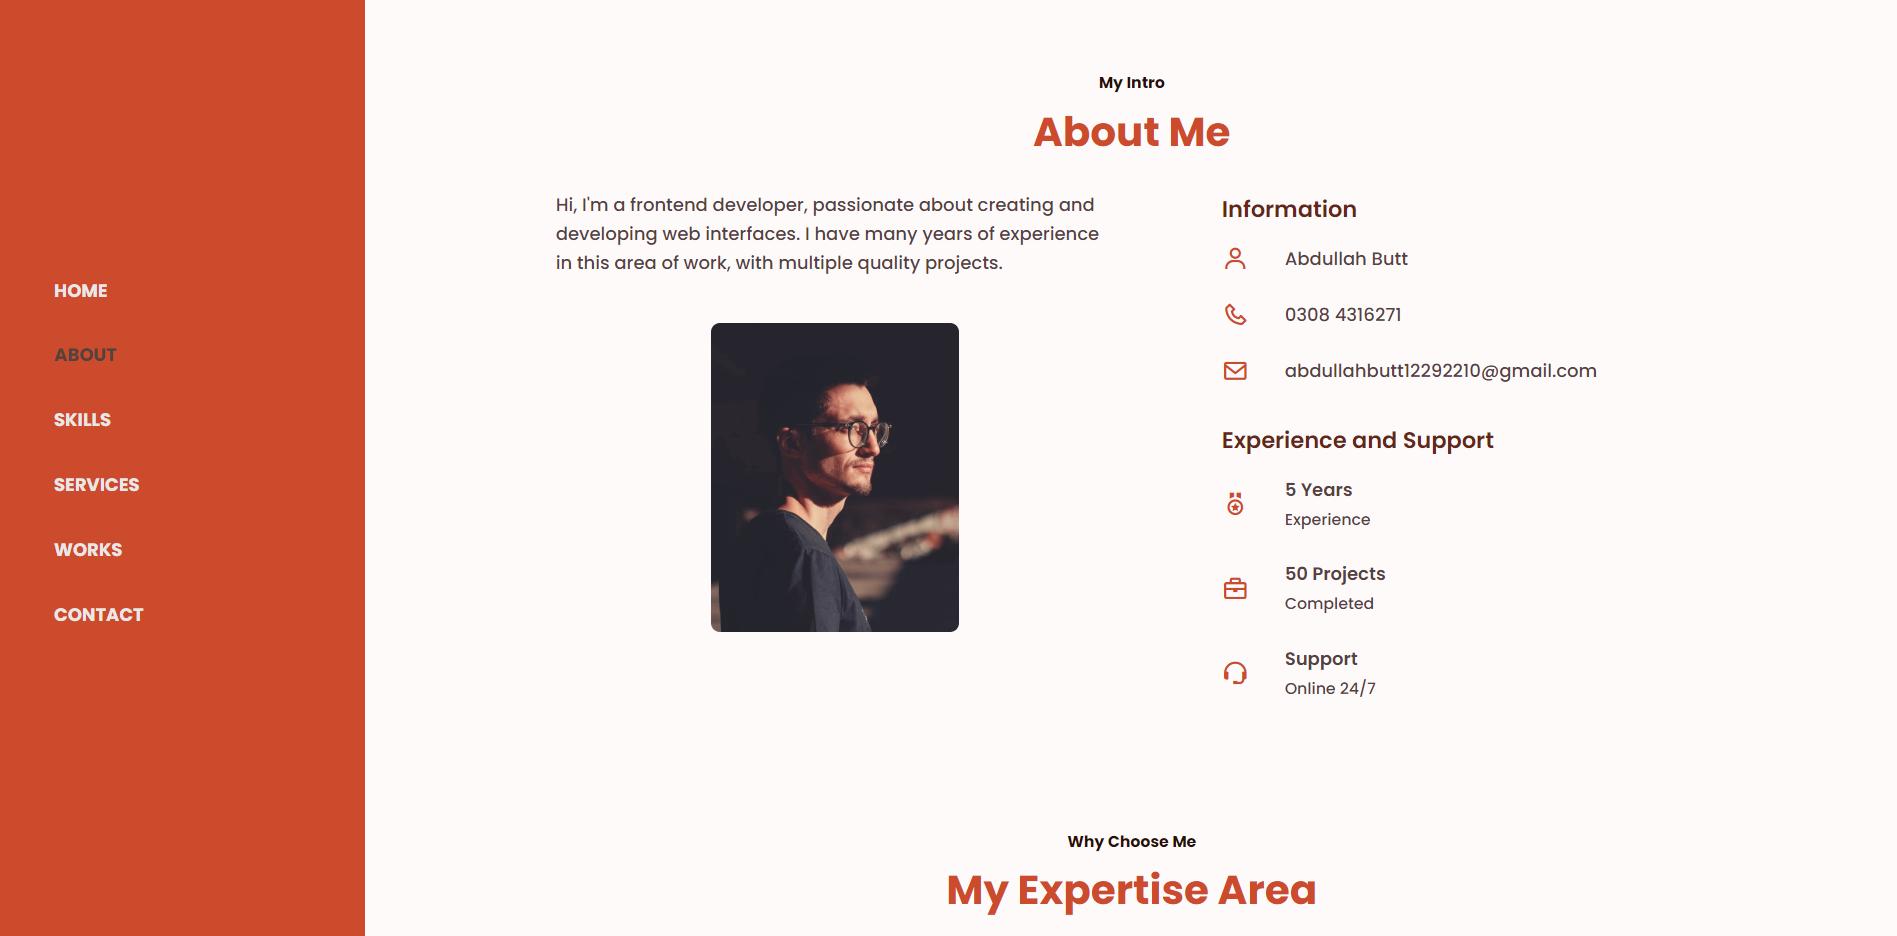 HOME
ABOUT
SKILLS
SERVICES
WORKS
CONTACT
My Intro
About Me
Hi, I'm a frontend developer, passionate about creating and
developing web interfaces. I have many years of experience
in this area of work, with multiple quality projects.
Information
Abdullah Butt
0308 4316271
abdullahbutt12292210@gmail.com
Experience and Support
5 Years
Experience
50 Projects
Completed
Support
Online 24/7
Why Choose Me
My Expertise Area